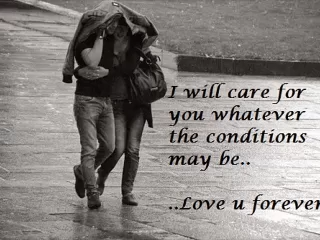 I will care for
you whatever
the conditions
may be..
..Love u forever